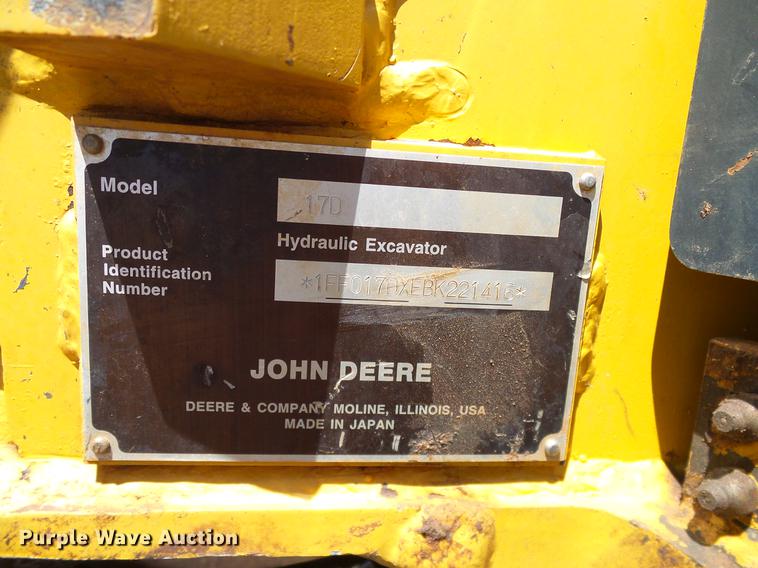 Model
17D
Hydraulic Excavator
Product
Identification
Number
*1FF017DXEBK221416*
JOHN DEERE
DEERE & COMPANY MOLINE, ILLINOIS, USA
MADE IN JAPAN
Purple Wave Auction